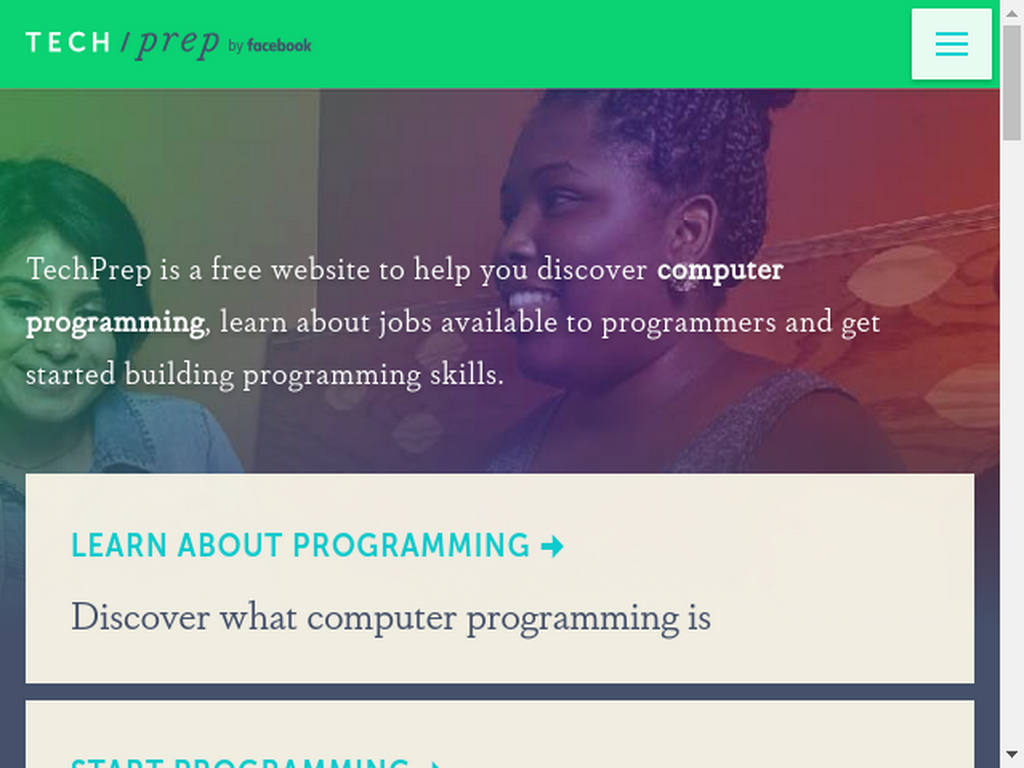 TECH / prep by facebook
TechPrep is a free website to help you discover computer
programming, learn about jobs available to programmers and get
started building programming skills.
LEARN ABOUT PROGRAMMING
Discover what computer programming is
START PROGRAMMING